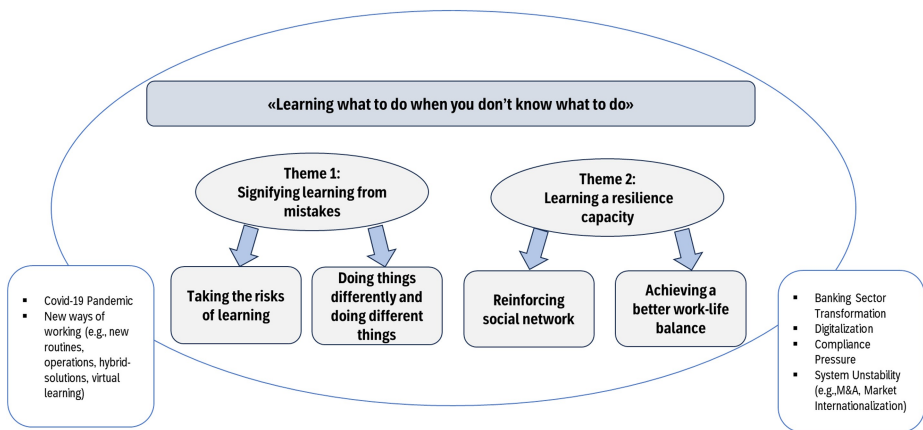 «Learning what to do when you don’t know what to do»
Theme 1:
Signifying learning from
mistakes
Theme 2:
Learning a resilience
capacity
Taking the risks
of learning
Doing things
differently and
doing different
things
Reinforcing
social network
Achieving a
better work-life
balance
▪ Covid-19 Pandemic
▪ New ways of
working (e.g., new
routines,
operations, hybrid-
solutions, virtual
learning)
▪ Banking Sector
Transformation
▪ Digitalization
▪ Compliance
Pressure
▪ System Unstability
(e.g.,M&A, Market
Internationalization)